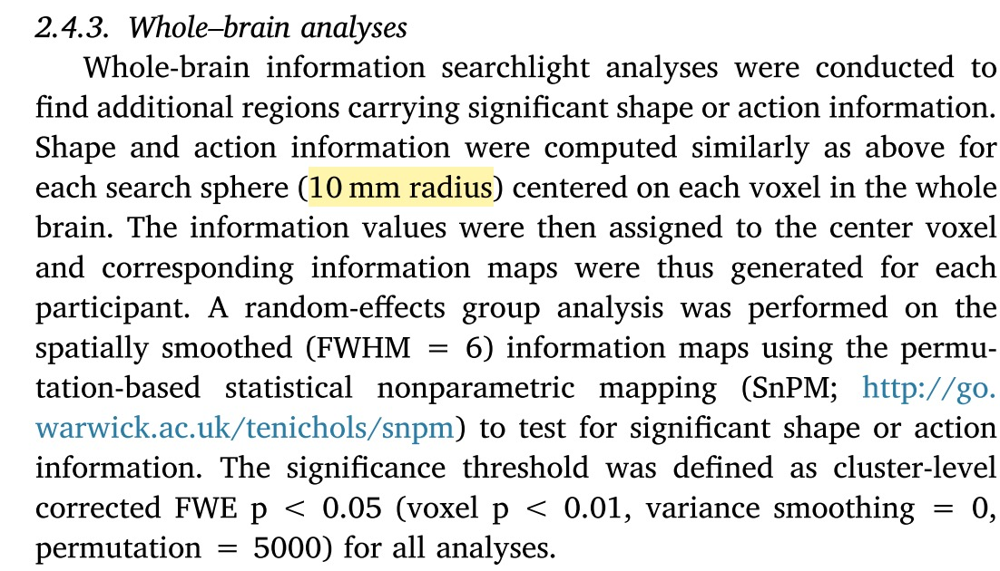 2.4.3. Whole–brain analyses
Whole-brain information searchlight analyses were conducted to
find additional regions carrying significant shape or action information.
Shape and action information were computed similarly as above for
each search sphere (10 mm radius) centered on each voxel in the whole
brain. The information values were then assigned to the center voxel
and corresponding information maps were thus generated for each
participant. A random-effects group analysis was performed on the
spatially smoothed (FWHM = 6) information maps using the permu-
tation-based statistical nonparametric mapping (SnPM; http://go.
warwick.ac.uk/tenichols/snpm) to test for significant shape or action
information. The significance threshold was defined as cluster-level
corrected FWE p < 0.05 (voxel p < 0.01, variance smoothing = 0,
permutation = 5000) for all analyses.